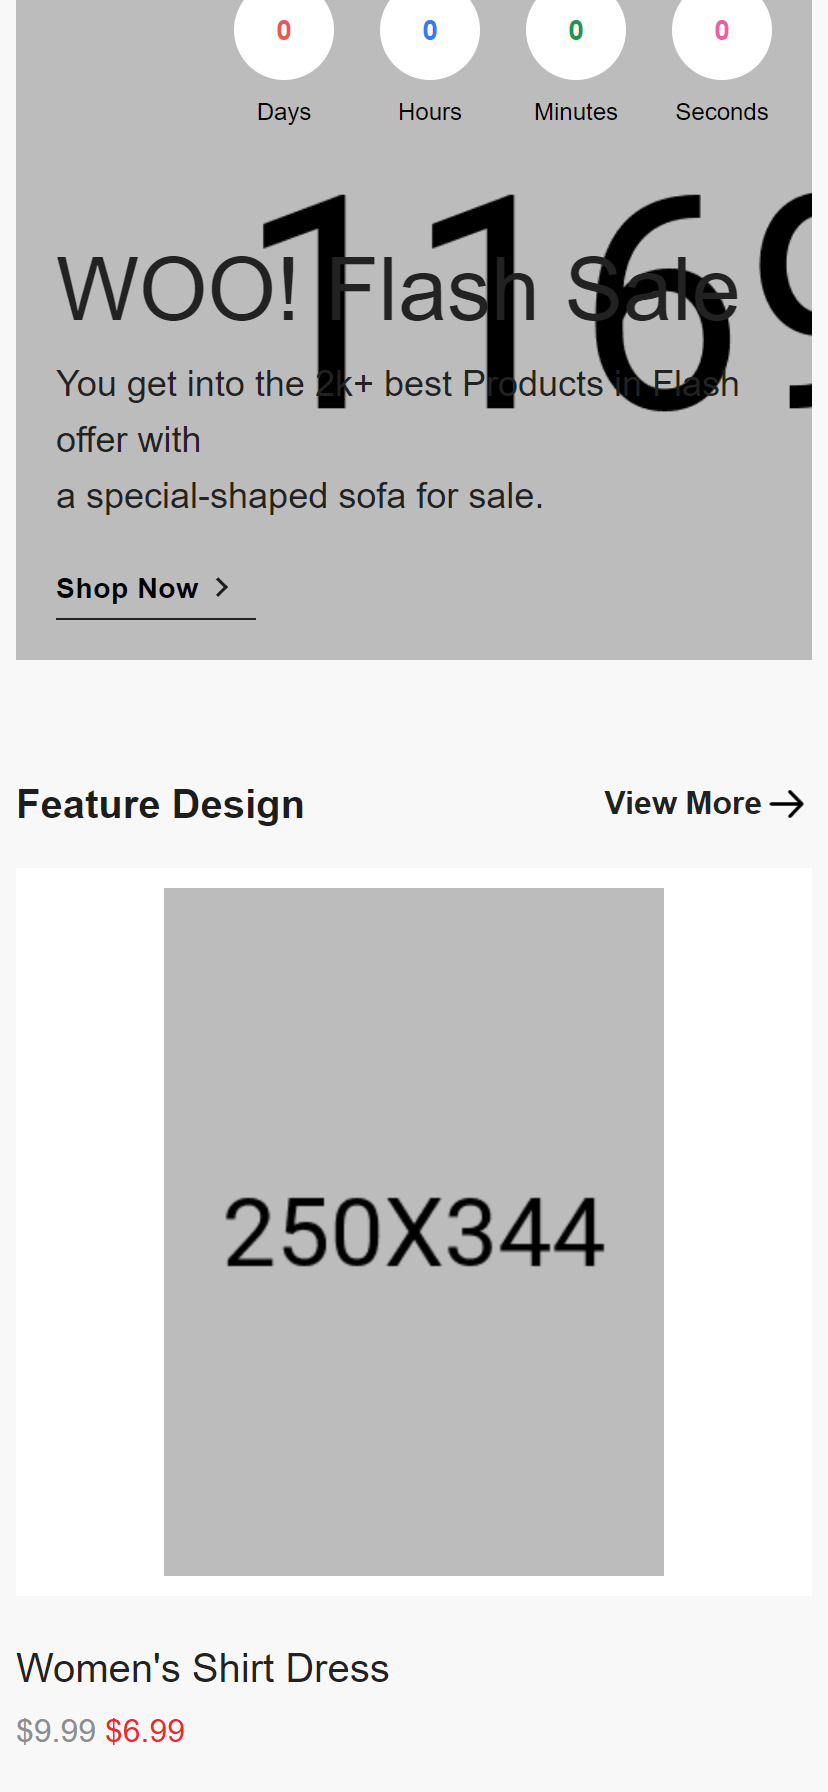 0 0 0 0
Days Hours Minutes Seconds
1169
WOO! Flash Sale
You get into the 2k+ best Products in Flash
offer with
a special-shaped sofa for sale.
Shop Now
Feature Design View More
250X344
Women's Shirt Dress
$9.99 $6.99